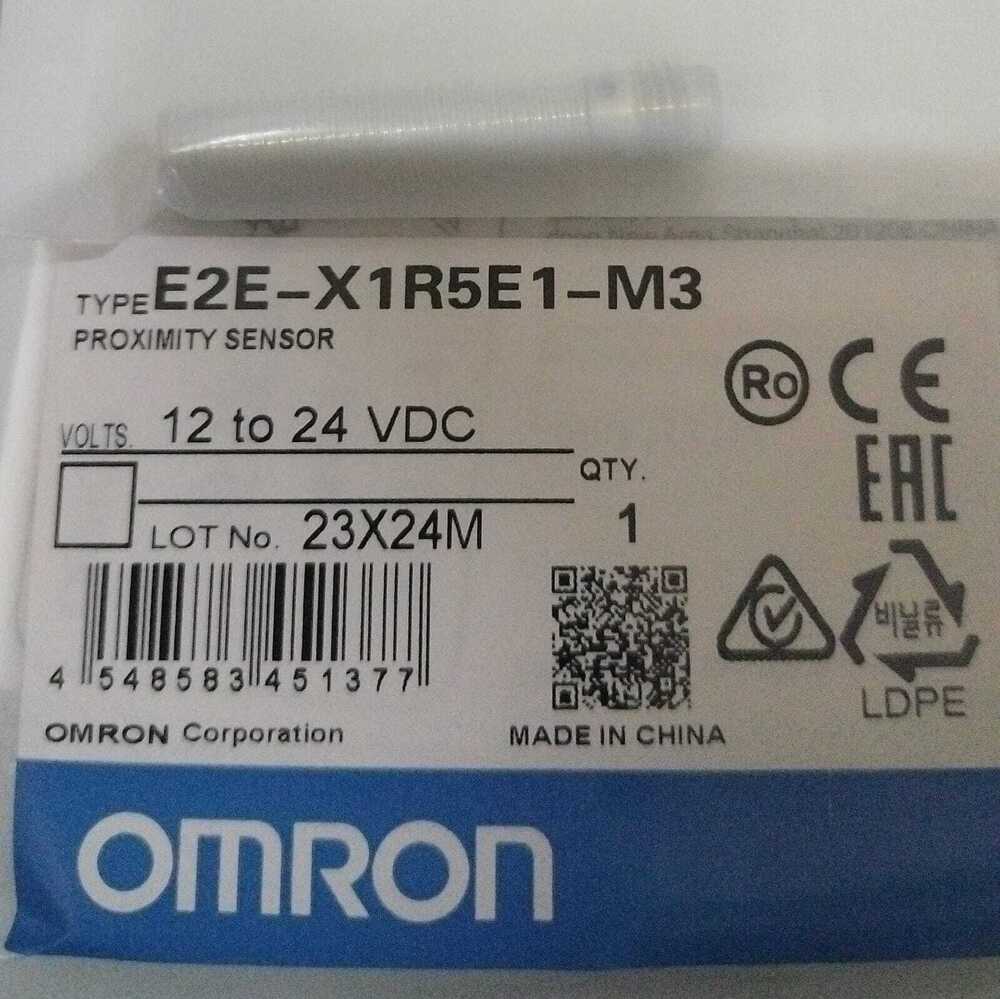 TYPE E2E-X1R5E1-M3
PROXIMITY SENSOR
VOLTS. 12 to 24 VDC
QTY.
1
LOT No. 23X24M
4 548583 451377
OMRON Corporation
MADE IN CHINA
Ro
CE
EAC
비닐류
LDPE
OMRON